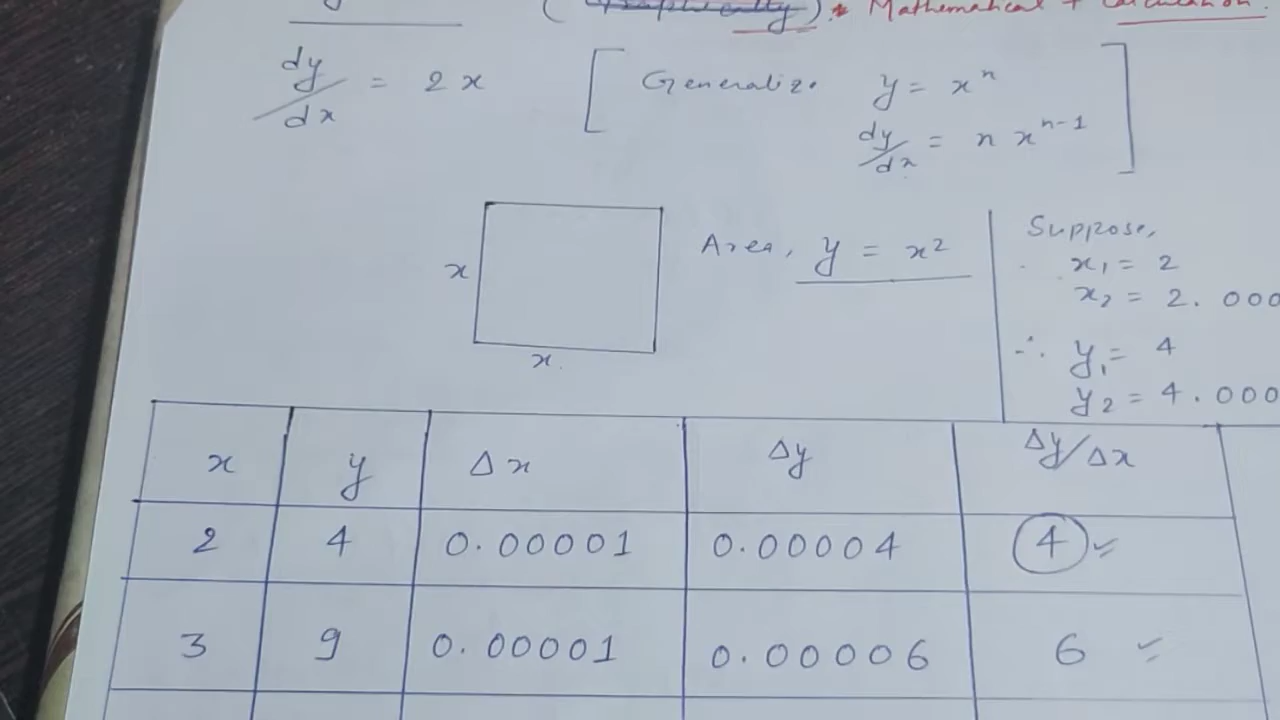 Mathematical + Calculation.
dy/dx = 2x
[ Generalize. y = x^n
dy/dx = n x^(n-1) ]
x
x.
Area, y = x²
Suppose,
x₁ = 2
x₂ = 2.000
∴ y₁ = 4
y₂ = 4.000
x y Δx Δy Δy/Δx
2 4 0.00001 0.00004 4
3 9 0.00001 0.00006 6